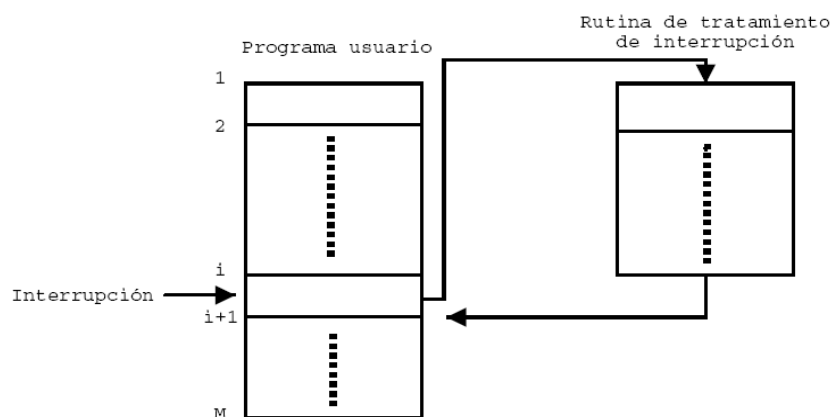 Rutina de tratamiento
de interrupción
Programa usuario
1
2
i
Interrupción
i+1
M